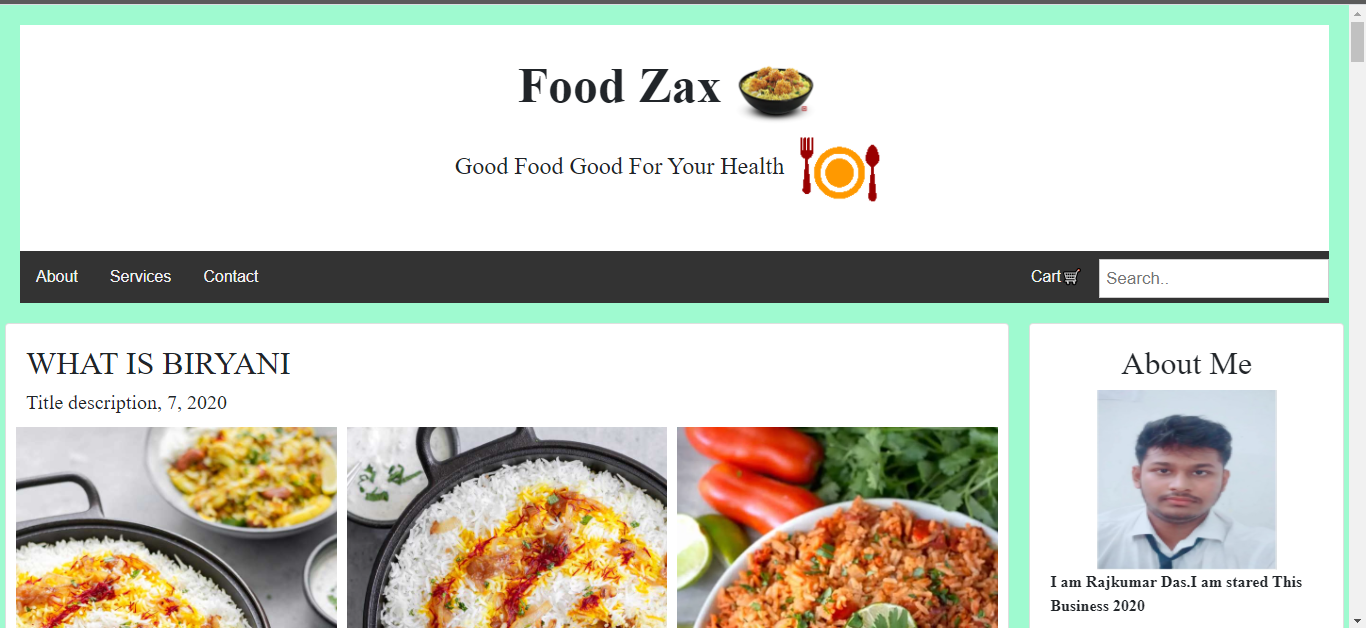 Food Zax
Good Food Good For Your Health
About Services Contact Cart Search..
WHAT IS BIRYANI
Title description, 7, 2020
About Me
I am Rajkumar Das.I am stared This
Business 2020